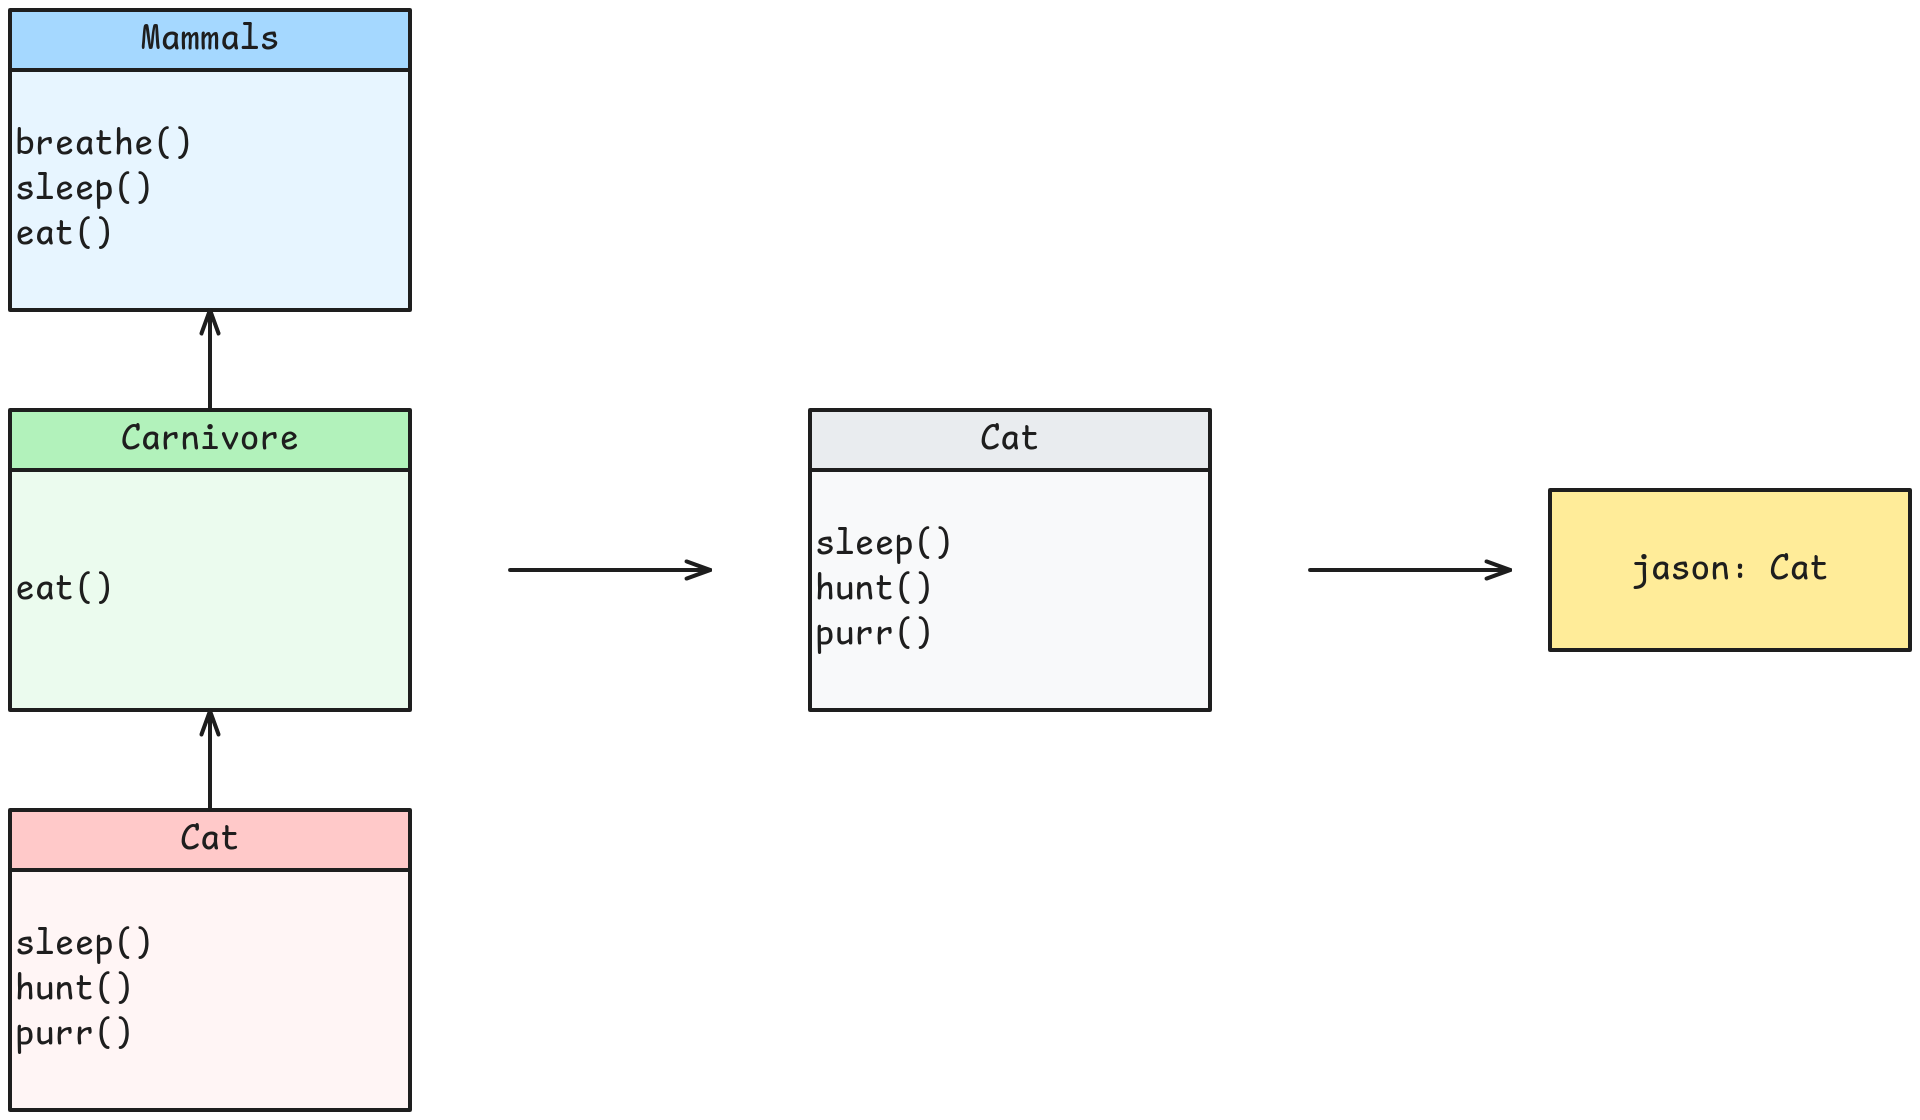 Mammals
breathe()
sleep()
eat()
Carnivore
eat()
Cat
sleep()
hunt()
purr()
Cat
sleep()
hunt()
purr()
jason: Cat